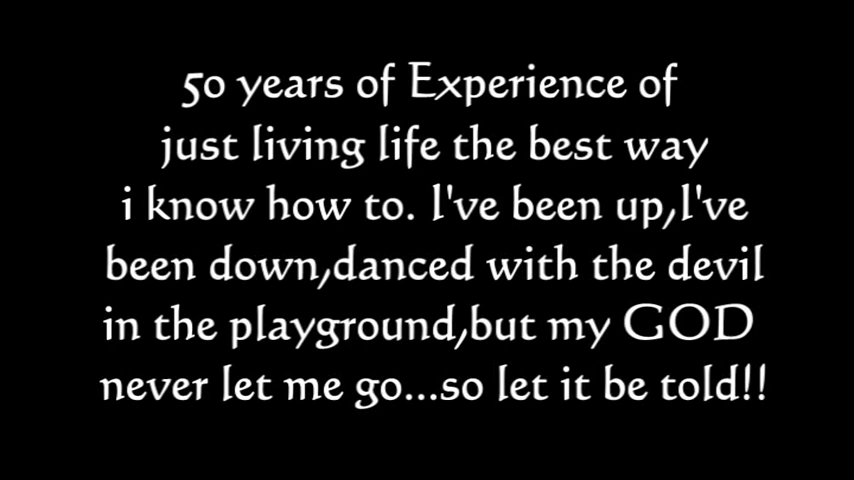 50 years of Experience of
just living life the best way
i know how to. I've been up,I've
been down,danced with the devil
in the playground,but my GOD
never let me go...so let it be told!!